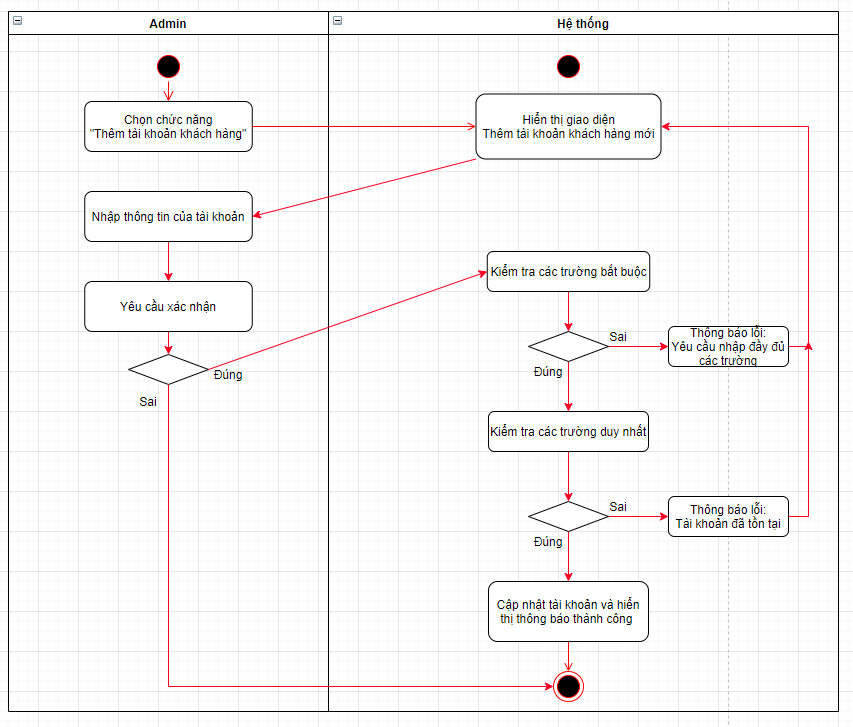 Admin
Hệ thống
Chọn chức năng
"Thêm tài khoản khách hàng"
Hiển thị giao diện
Thêm tài khoản khách hàng mới
Nhập thông tin của tài khoản
Kiểm tra các trường bắt buộc
Yêu cầu xác nhận
Sai
Thông báo lỗi:
Yêu cầu nhập đầy đủ
các trường
Đúng
Đúng
Sai
Kiểm tra các trường duy nhất
Sai
Thông báo lỗi:
Tài khoản đã tồn tại
Đúng
Cập nhật tài khoản và hiển
thị thông báo thành công